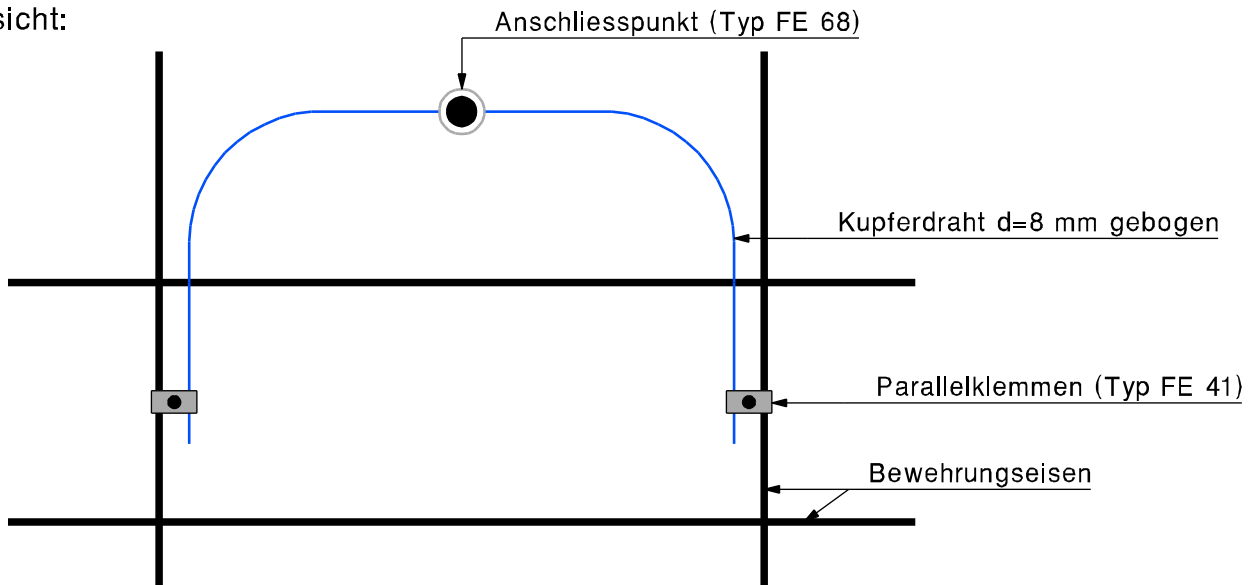 sicht:
Anschliesspunkt (Typ FE 68)
Kupferdraht d=8 mm gebogen
Parallelklemmen (Typ FE 41)
Bewehrungseisen